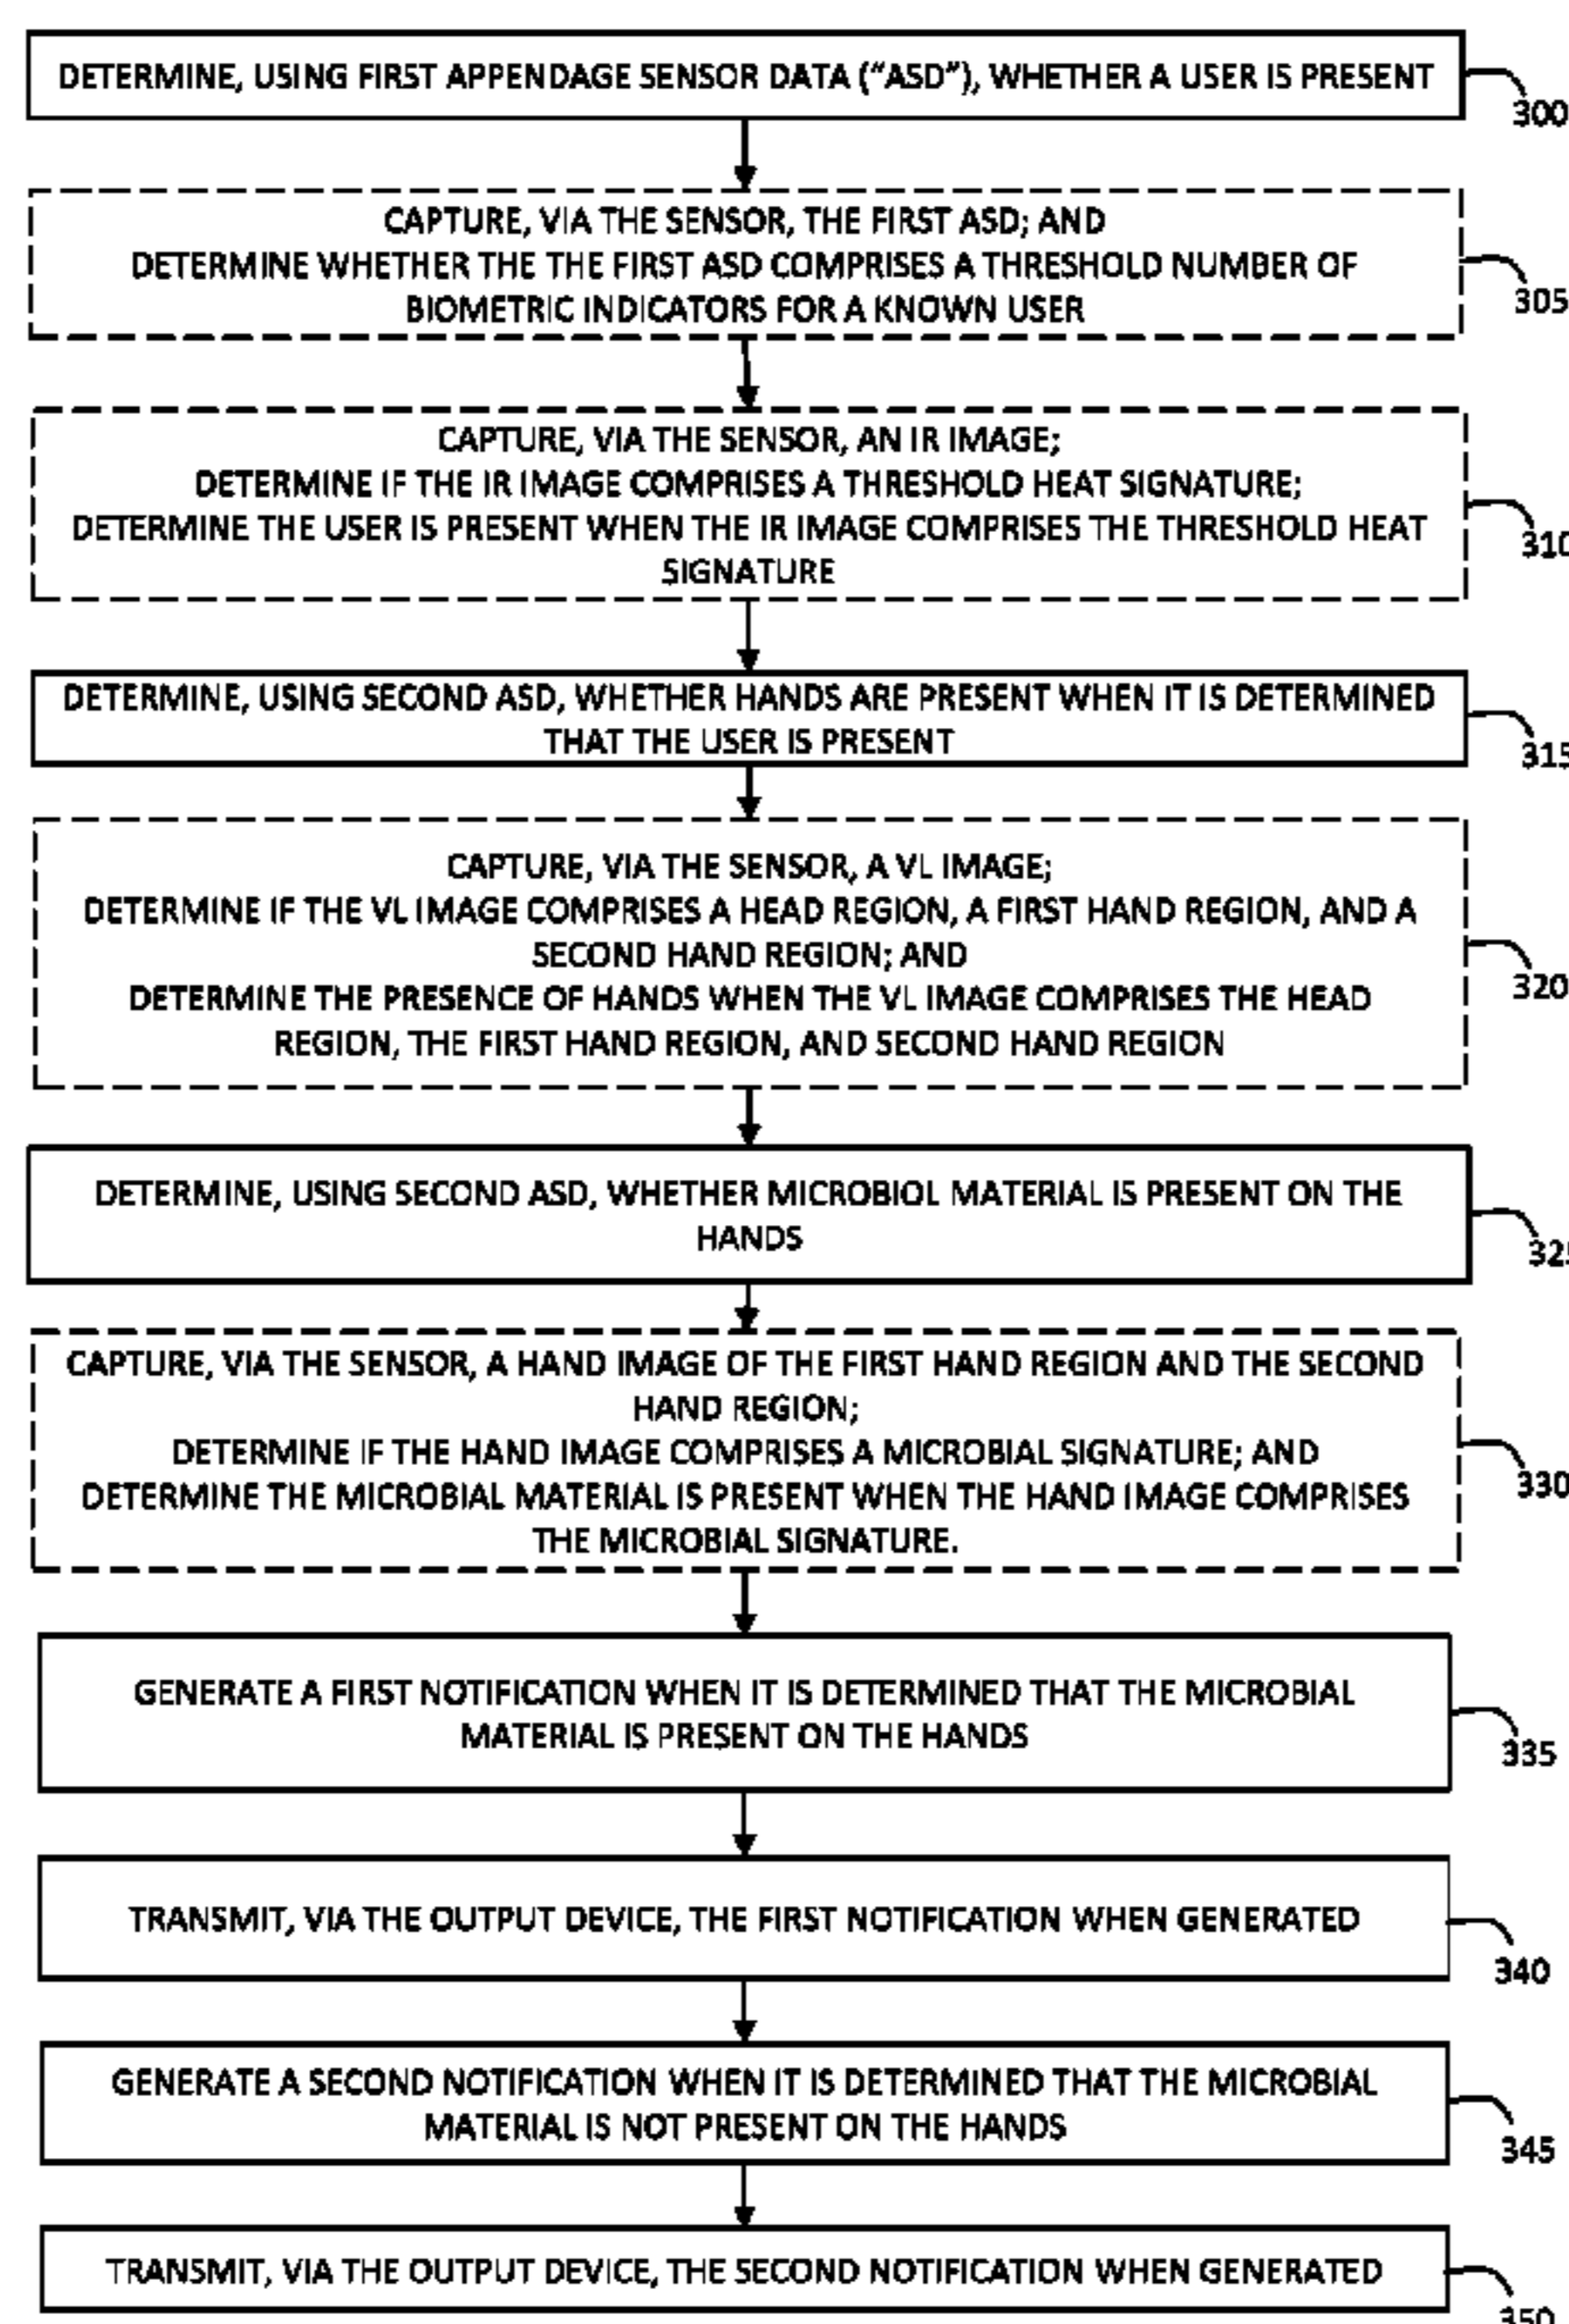 DETERMINE, USING FIRST APPENDAGE SENSOR DATA (“ASD”), WHETHER A USER IS PRESENT
300
CAPTURE, VIA THE SENSOR, THE FIRST ASD; AND
DETERMINE WHETHER THE THE FIRST ASD COMPRISES A THRESHOLD NUMBER OF
BIOMETRIC INDICATORS FOR A KNOWN USER
305
CAPTURE, VIA THE SENSOR, AN IR IMAGE;
DETERMINE IF THE IR IMAGE COMPRISES A THRESHOLD HEAT SIGNATURE;
DETERMINE THE USER IS PRESENT WHEN THE IR IMAGE COMPRISES THE THRESHOLD HEAT
SIGNATURE
310
DETERMINE, USING SECOND ASD, WHETHER HANDS ARE PRESENT WHEN IT IS DETERMINED
THAT THE USER IS PRESENT
315
CAPTURE, VIA THE SENSOR, A VL IMAGE;
DETERMINE IF THE VL IMAGE COMPRISES A HEAD REGION, A FIRST HAND REGION, AND A
SECOND HAND REGION; AND
DETERMINE THE PRESENCE OF HANDS WHEN THE VL IMAGE COMPRISES THE HEAD
REGION, THE FIRST HAND REGION, AND SECOND HAND REGION
320
DETERMINE, USING SECOND ASD, WHETHER MICROBIOL MATERIAL IS PRESENT ON THE
HANDS
325
CAPTURE, VIA THE SENSOR, A HAND IMAGE OF THE FIRST HAND REGION AND THE SECOND
HAND REGION;
DETERMINE IF THE HAND IMAGE COMPRISES A MICROBIAL SIGNATURE; AND
DETERMINE THE MICROBIAL MATERIAL IS PRESENT WHEN THE HAND IMAGE COMPRISES
THE MICROBIAL SIGNATURE.
330
GENERATE A FIRST NOTIFICATION WHEN IT IS DETERMINED THAT THE MICROBIAL
MATERIAL IS PRESENT ON THE HANDS
335
TRANSMIT, VIA THE OUTPUT DEVICE, THE FIRST NOTIFICATION WHEN GENERATED
340
GENERATE A SECOND NOTIFICATION WHEN IT IS DETERMINED THAT THE MICROBIAL
MATERIAL IS NOT PRESENT ON THE HANDS
345
TRANSMIT, VIA THE OUTPUT DEVICE, THE SECOND NOTIFICATION WHEN GENERATED
350